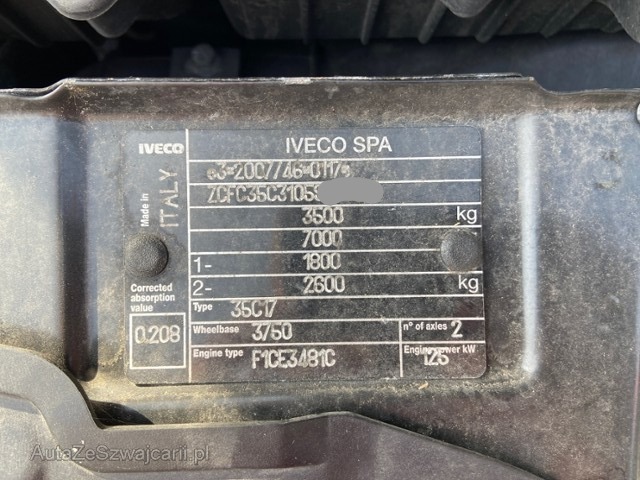 IVECO
IVECO SPA
Made in
ITALY
e3*2007/46*0117*
ZCFC35C3105
3500 kg
7000
1- 1800
2- 2600 kg
Corrected
absorption
value
0.208
Type 35C17
Wheelbase 3750
n° of axles 2
Engine type F1CE3481C
Engine power kW
125
AutaZeSzwajcarii.pl